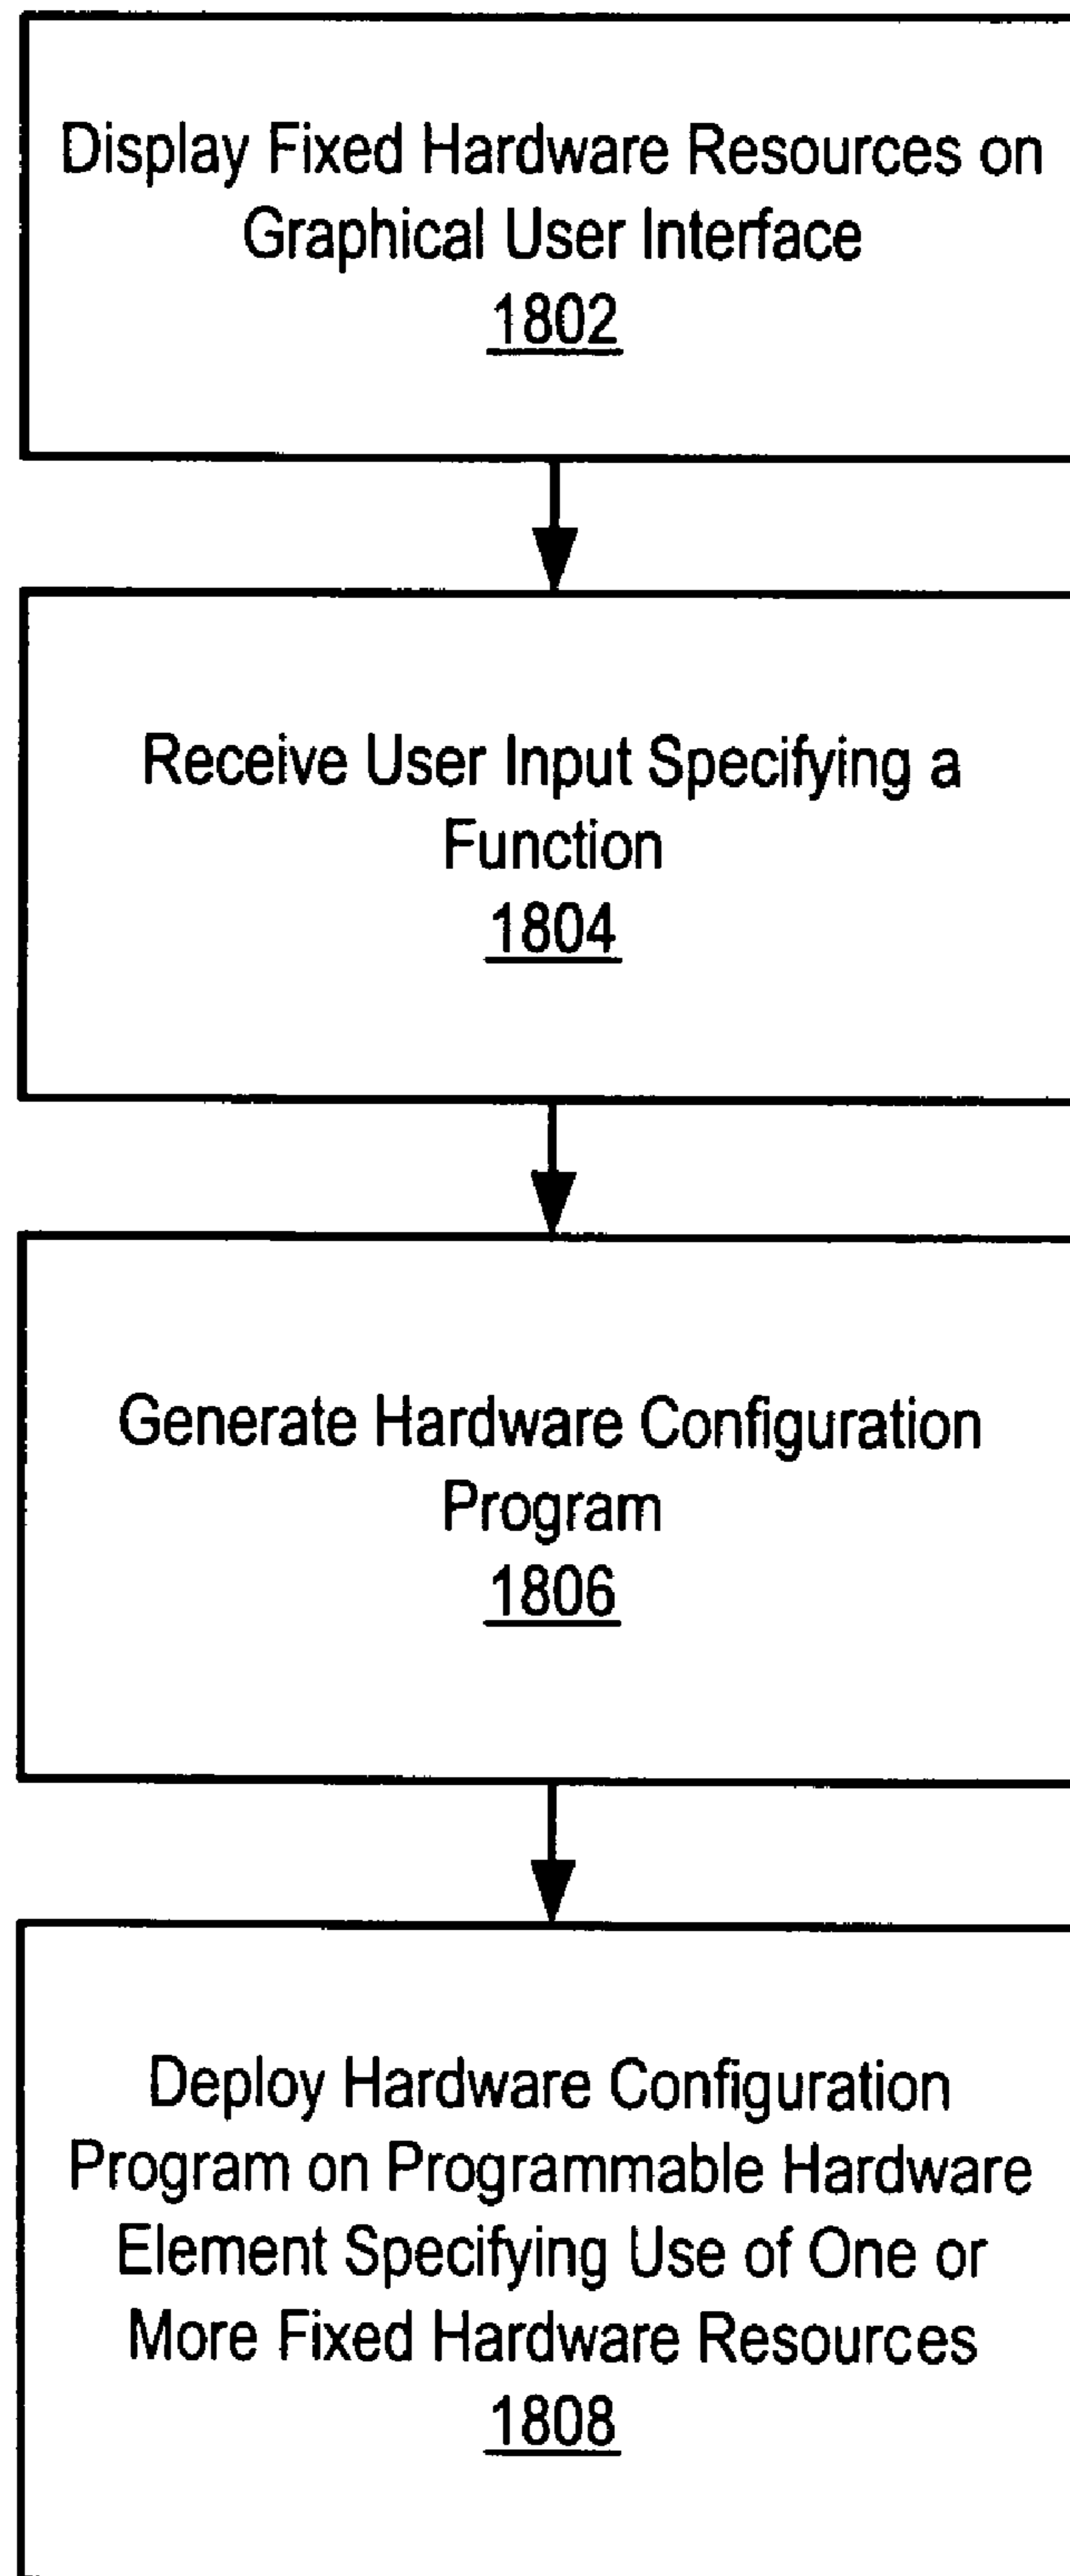 Display Fixed Hardware Resources on
Graphical User Interface
1802
Receive User Input Specifying a
Function
1804
Generate Hardware Configuration
Program
1806
Deploy Hardware Configuration
Program on Programmable Hardware
Element Specifying Use of One or
More Fixed Hardware Resources
1808